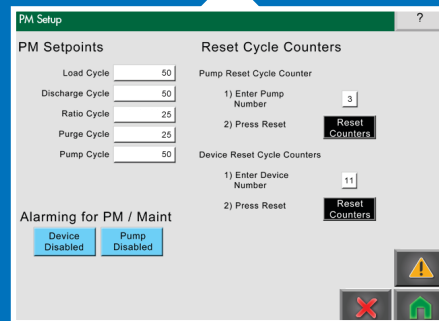 PM Setup
?
PM Setpoints
Load Cycle 50
Discharge Cycle 50
Ratio Cycle 25
Purge Cycle 25
Pump Cycle 50
Alarming for PM / Maint
Device Disabled
Pump Disabled
Reset Cycle Counters
Pump Reset Cycle Counter
1) Enter Pump
Number
3
2) Press Reset
Reset
Counters
Device Reset Cycle Counters
1) Enter Device
Number
11
2) Press Reset
Reset
Counters